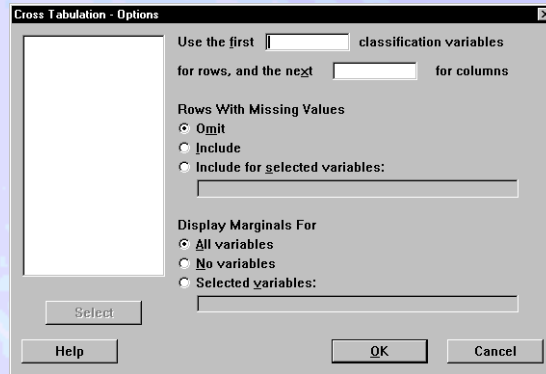 Cross Tabulation - Options
Use the first classification variables
for rows, and the next for columns
Rows With Missing Values
Omit
Include
Include for selected variables:
Display Marginals For
All variables
No variables
Selected variables:
Select
Help OK Cancel